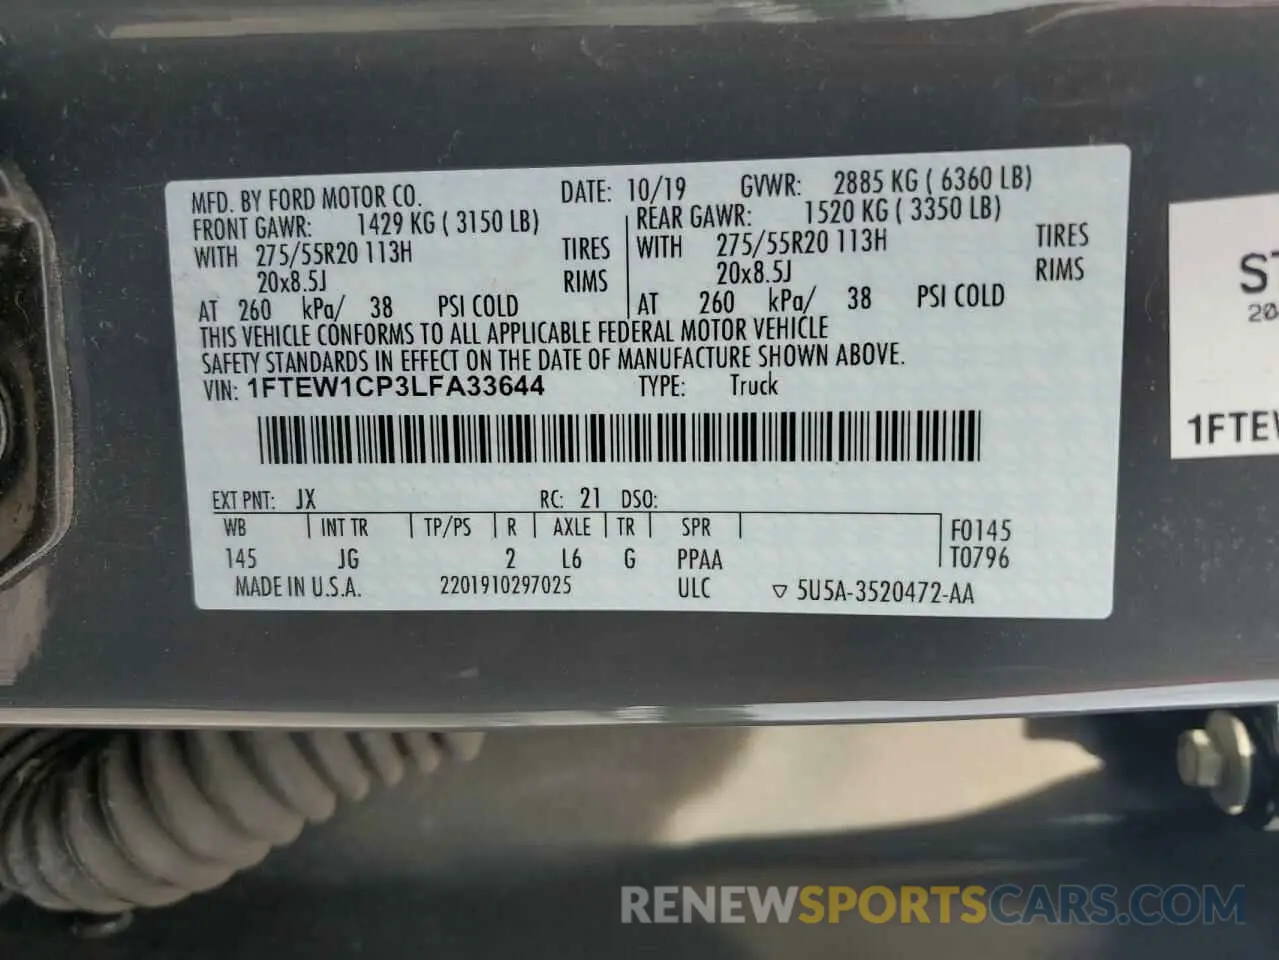 MFD. BY FORD MOTOR CO. DATE: 10/19 GVWR: 2885 KG ( 6360 LB)
FRONT GAWR: 1429 KG ( 3150 LB) REAR GAWR: 1520 KG ( 3350 LB)
WITH 275/55R20 113H TIRES WITH 275/55R20 113H TIRES
20x8.5J RIMS 20x8.5J RIMS
AT 260 kPa/ 38 PSI COLD AT 260 kPa/ 38 PSI COLD
THIS VEHICLE CONFORMS TO ALL APPLICABLE FEDERAL MOTOR VEHICLE
SAFETY STANDARDS IN EFFECT ON THE DATE OF MANUFACTURE SHOWN ABOVE.
VIN: 1FTEW1CP3LFA33644 TYPE: Truck
EXT PNT: JX RC: 21 DSO:
WB INT TR TP/PS R AXLE TR SPR F0145
145 JG 2 L6 G PPAA T0796
MADE IN U.S.A. 2201910297025 ULC ▽ 5U5A-3520472-AA
ST
20
1FTEW
RENEWSPORTSCARS.COM